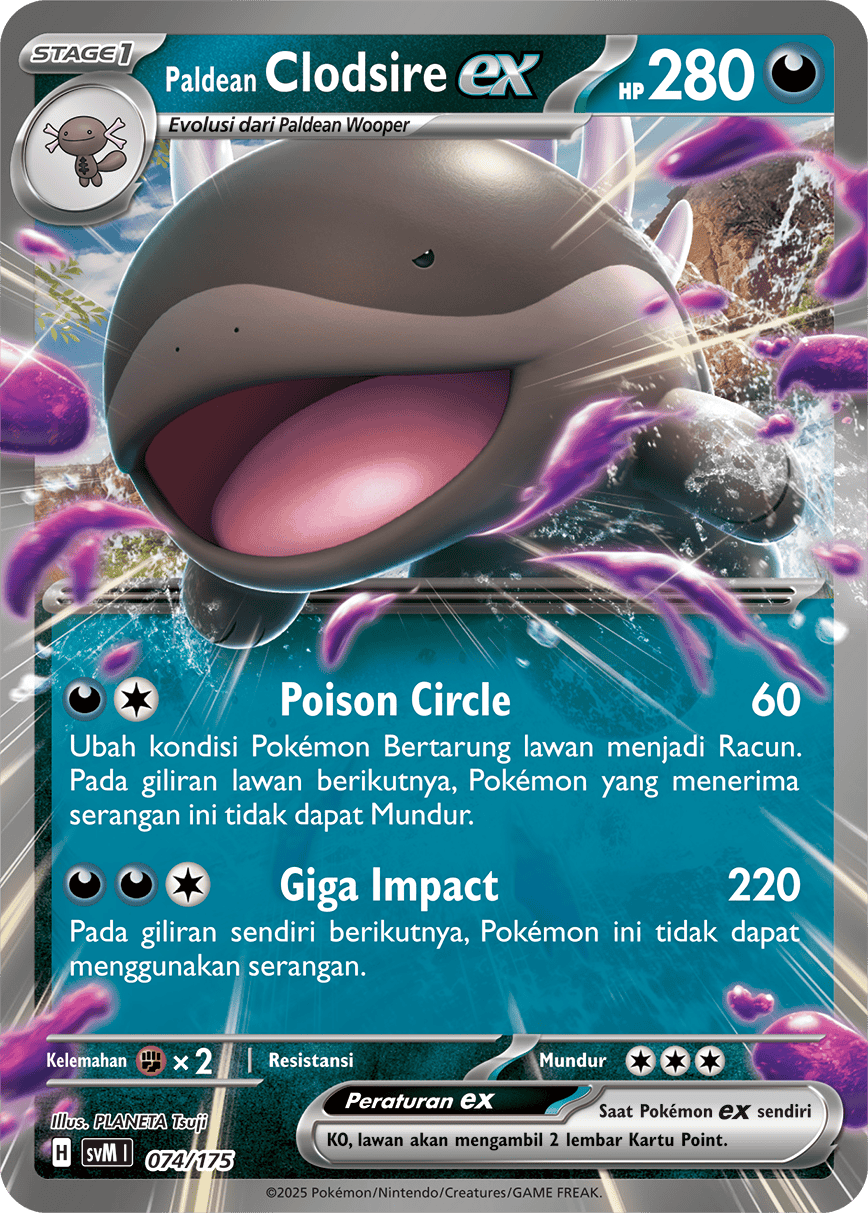 STAGE1
Paldean Clodsire ex HP 280
Evolusi dari Paldean Wooper
Poison Circle 60
Ubah kondisi Pokémon Bertarung lawan menjadi Racun.
Pada giliran lawan berikutnya, Pokémon yang menerima
serangan ini tidak dapat Mundur.
Giga Impact 220
Pada giliran sendiri berikutnya, Pokémon ini tidak dapat
menggunakan serangan.
Kelemahan ×2 Resistansi Mundur
Illus. PLANETA Tsuji
Peraturan ex Saat Pokémon ex sendiri
KO, lawan akan mengambil 2 lembar Kartu Point.
H svM I 074/175
©2025 Pokémon/Nintendo/Creatures/GAME FREAK.